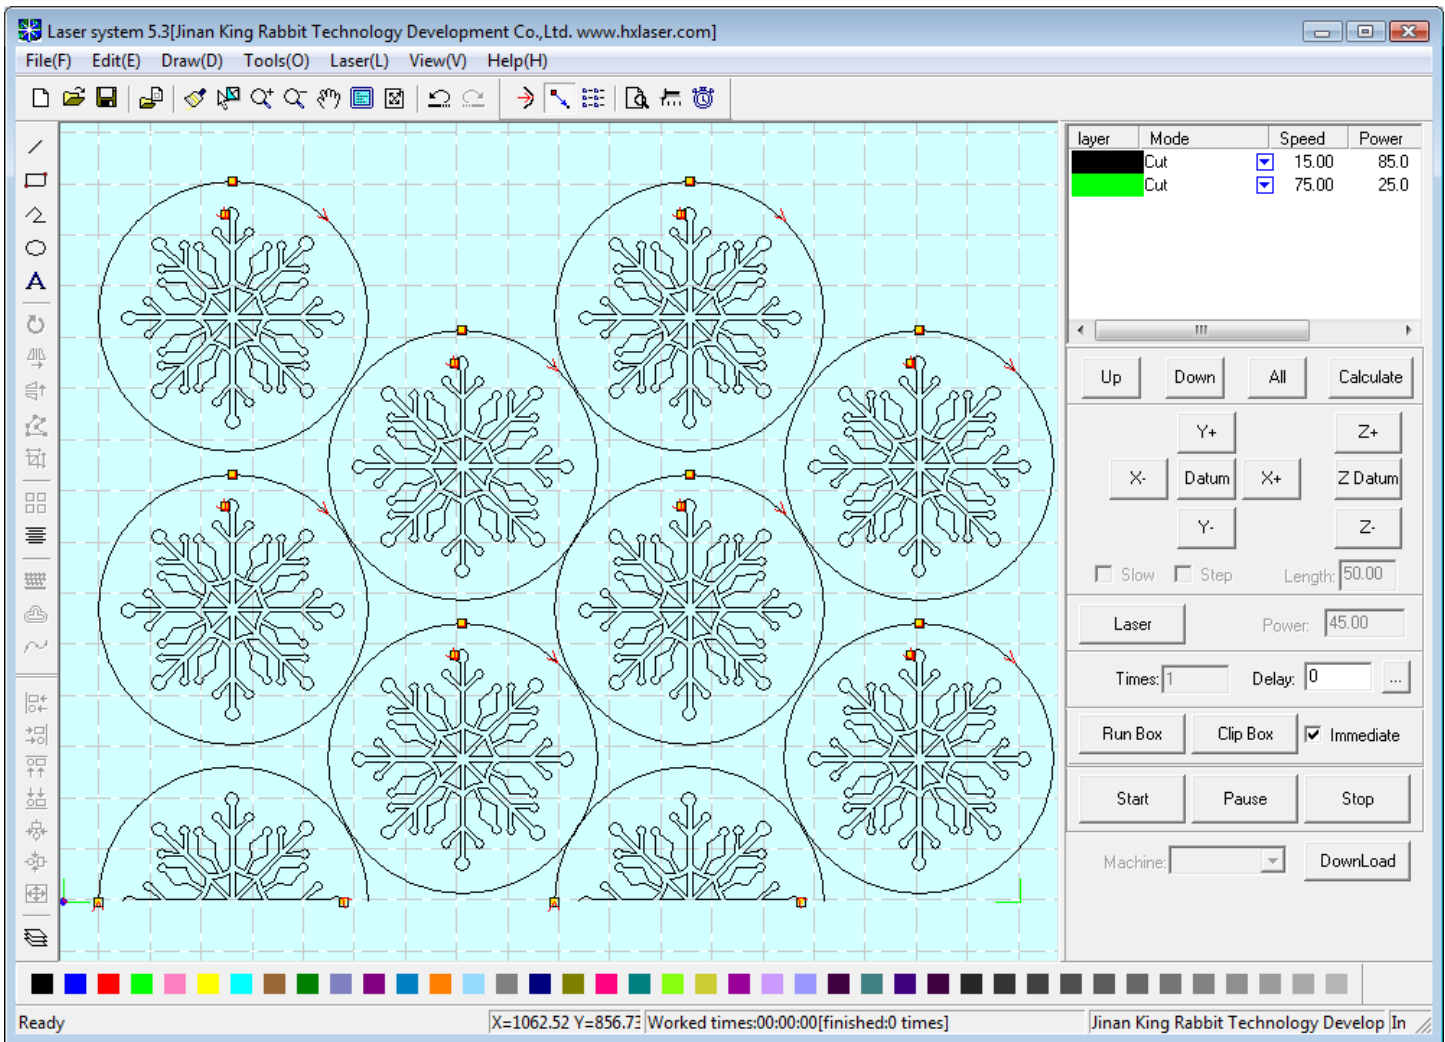 Laser system 5.3[Jinan King Rabbit Technology Development Co.,Ltd. www.hxlaser.com]
File(F) Edit(E) Draw(D) Tools(O) Laser(L) View(V) Help(H)
layer Mode Speed Power
Cut 15.00 85.0
Cut 75.00 25.0
Up Down All Calculate
Y+ Z+
X- Datum X+ Z Datum
Y- Z-
Slow Step Length: 50.00
Laser Power: 45.00
Times: 1 Delay: 0 ...
Run Box Clip Box Immediate
Start Pause Stop
Machine: DownLoad
A
Ready X=1062.52 Y=856.73 Worked times:00:00:00[finished:0 times] Jinan King Rabbit Technology Develop In